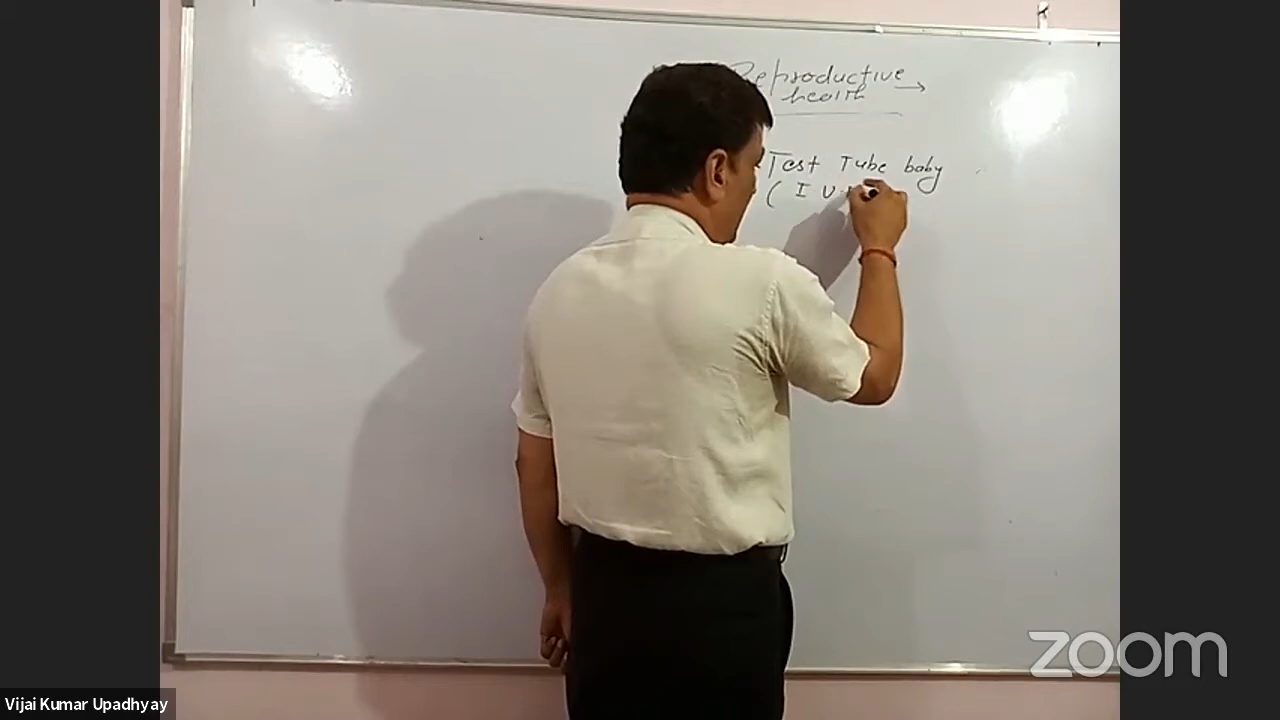 Reproductive →
health
Test Tube baby
( I V
zoom
Vijai Kumar Upadhyay